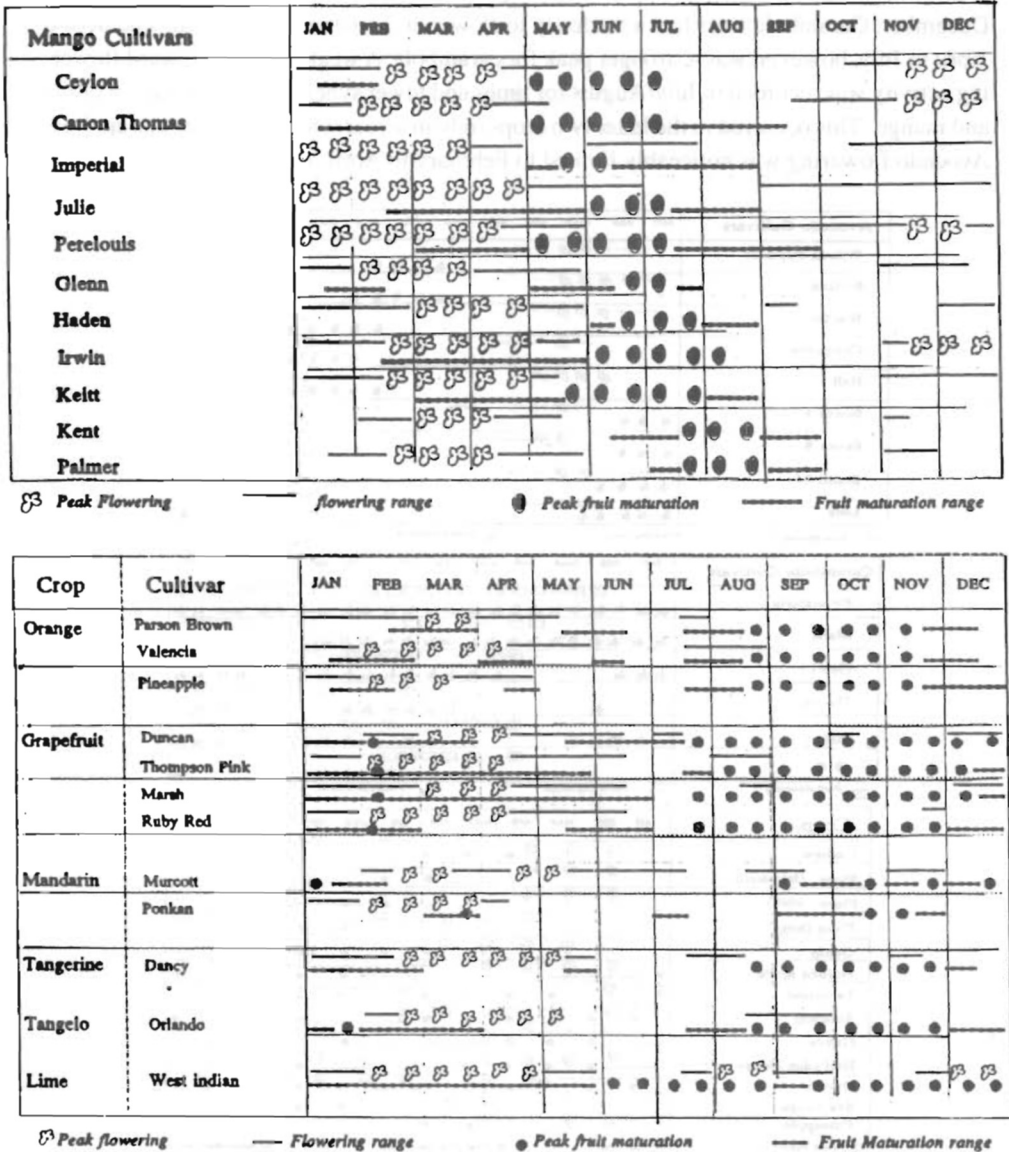 Mango Cultivars JAN FEB MAR APR MAY JUN JUL AUG SEP OCT NOV DEC
Ceylon
Canon Thomas
Imperial
Julie
Perelouis
Glenn
Haden
Irwin
Keitt
Kent
Palmer
Peak Flowering flowering range Peak fruit maturation Fruit maturation range
Crop Cultivar JAN FEB MAR APR MAY JUN JUL AUG SEP OCT NOV DEC
Orange Parson Brown
Valencia
Pineapple
Grapefruit Duncan
Thompson Pink
Marsh
Ruby Red
Mandarin Murcott
Ponkan
Tangerine Dancy
Tangelo Orlando
Lime West indian
Peak flowering Flowering range Peak fruit maturation Fruit Maturation range